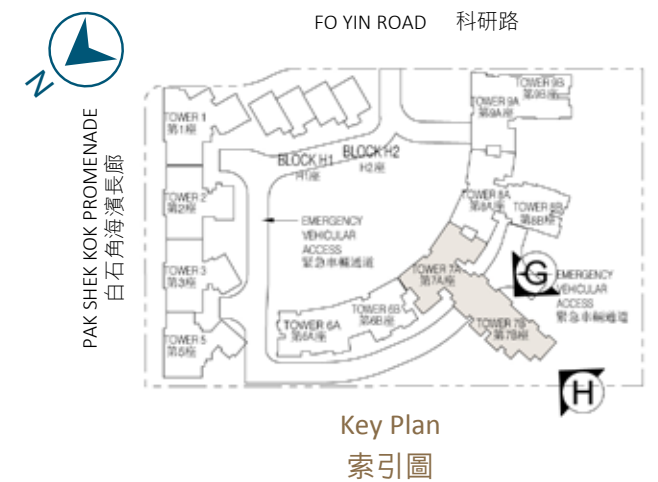 FO YIN ROAD 科研路
N
PAK SHEK KOK PROMENADE
白石角海濱長廊
TOWER 1
第1座
TOWER 2
第2座
TOWER 3
第3座
TOWER 5
第5座
BLOCK H1
H1座
BLOCK H2
H2座
EMERGENCY
VEHICULAR
ACCESS
緊急車輛通道
TOWER 9B
第9B座
TOWER 9A
第9A座
TOWER 8A
第8A座
TOWER 8B
第8B座
TOWER 7A
第7A座
TOWER 7B
第7B座
TOWER 6B
第6B座
TOWER 6A
第6A座
G
EMERGENCY
VEHICULAR
ACCESS
緊急車輛通道
H
Key Plan
索引圖